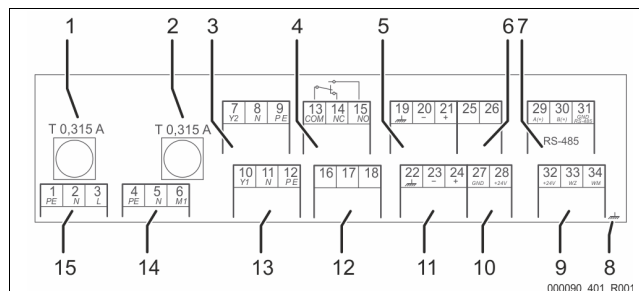 1 2 3 4 5 6 7
T 0,315 A T 0,315 A
7 8 9 13 14 15 19 20 21 25 26 29 30 31
Y2 N PE COM NC NO − + A(+) B(+) GND RS-485
RS-485
10 11 12 16 17 18 22 23 24 27 28 32 33 34
Y1 N PE − + GND +24V +24V WZ WM
1 2 3 4 5 6
PE N L PE N M1
15 14 13 12 11 10 9 8
000090_401_R001